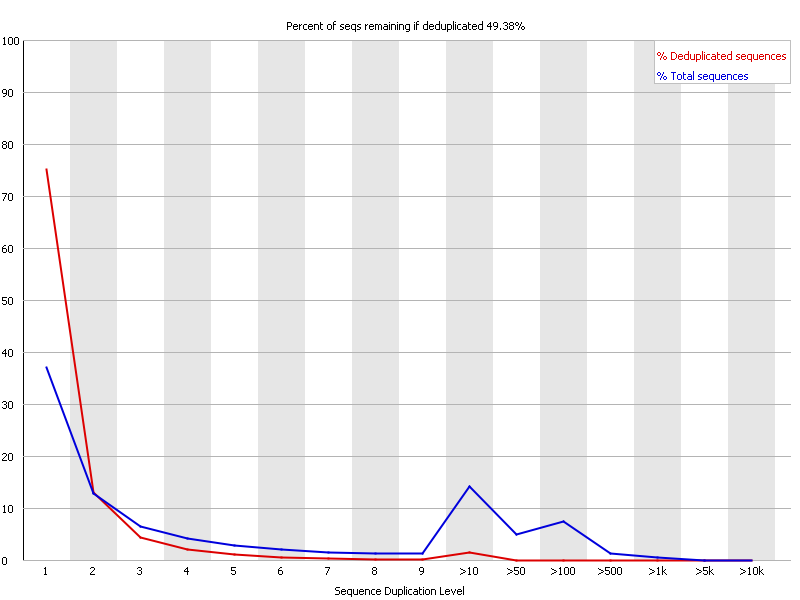 Percent of seqs remaining if deduplicated 49.38%
% Deduplicated sequences
% Total sequences
100
90
80
70
60
50
40
30
20
10
0
1 2 3 4 5 6 7 8 9 >10 >50 >100 >500 >1k >5k >10k
Sequence Duplication Level